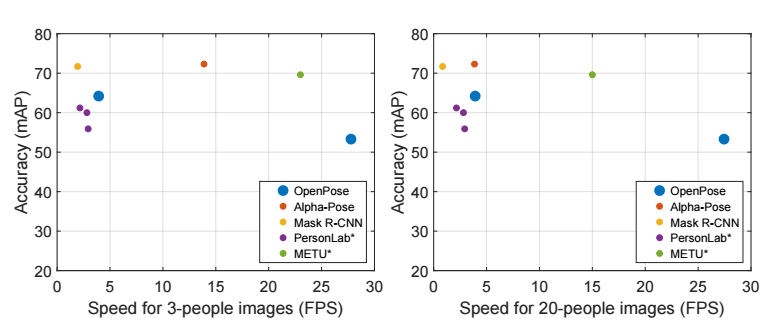 80
70
60
50
40
30
20
Accuracy (mAP)
0 5 10 15 20 25 30
Speed for 3-people images (FPS)
OpenPose
Alpha-Pose
Mask R-CNN
PersonLab*
METU*
80
70
60
50
40
30
20
Accuracy (mAP)
0 5 10 15 20 25 30
Speed for 20-people images (FPS)
OpenPose
Alpha-Pose
Mask R-CNN
PersonLab*
METU*